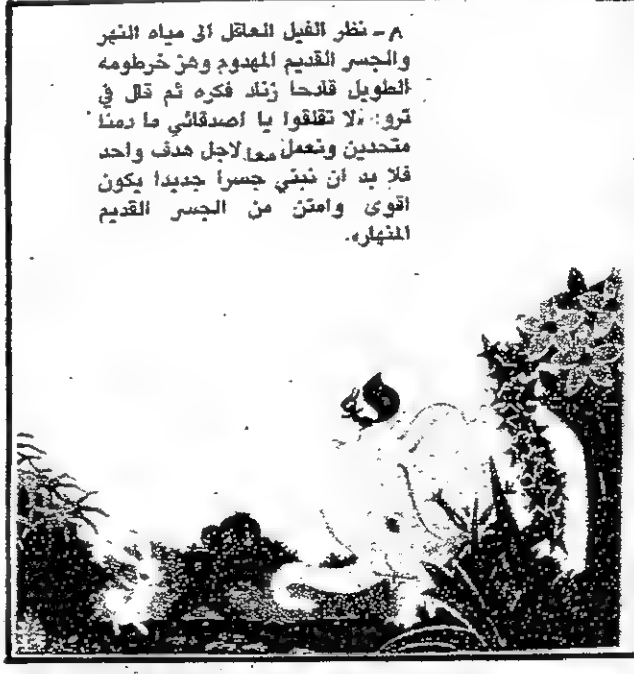 م - نظر الفيل العاقل الى مياه النهر
والجسر القديم المهدوم وهز خرطومه
الطويل قادحا زناد فكره ثم قال في
ترو: «لا تقلقوا يا اصدقائي ما دمنا
متحدين ونعمل معا لاجل هدف واحد
فلا بد ان نبني جسرا جديدا يكون
اقوى وامتن من الجسر القديم
المنهار».